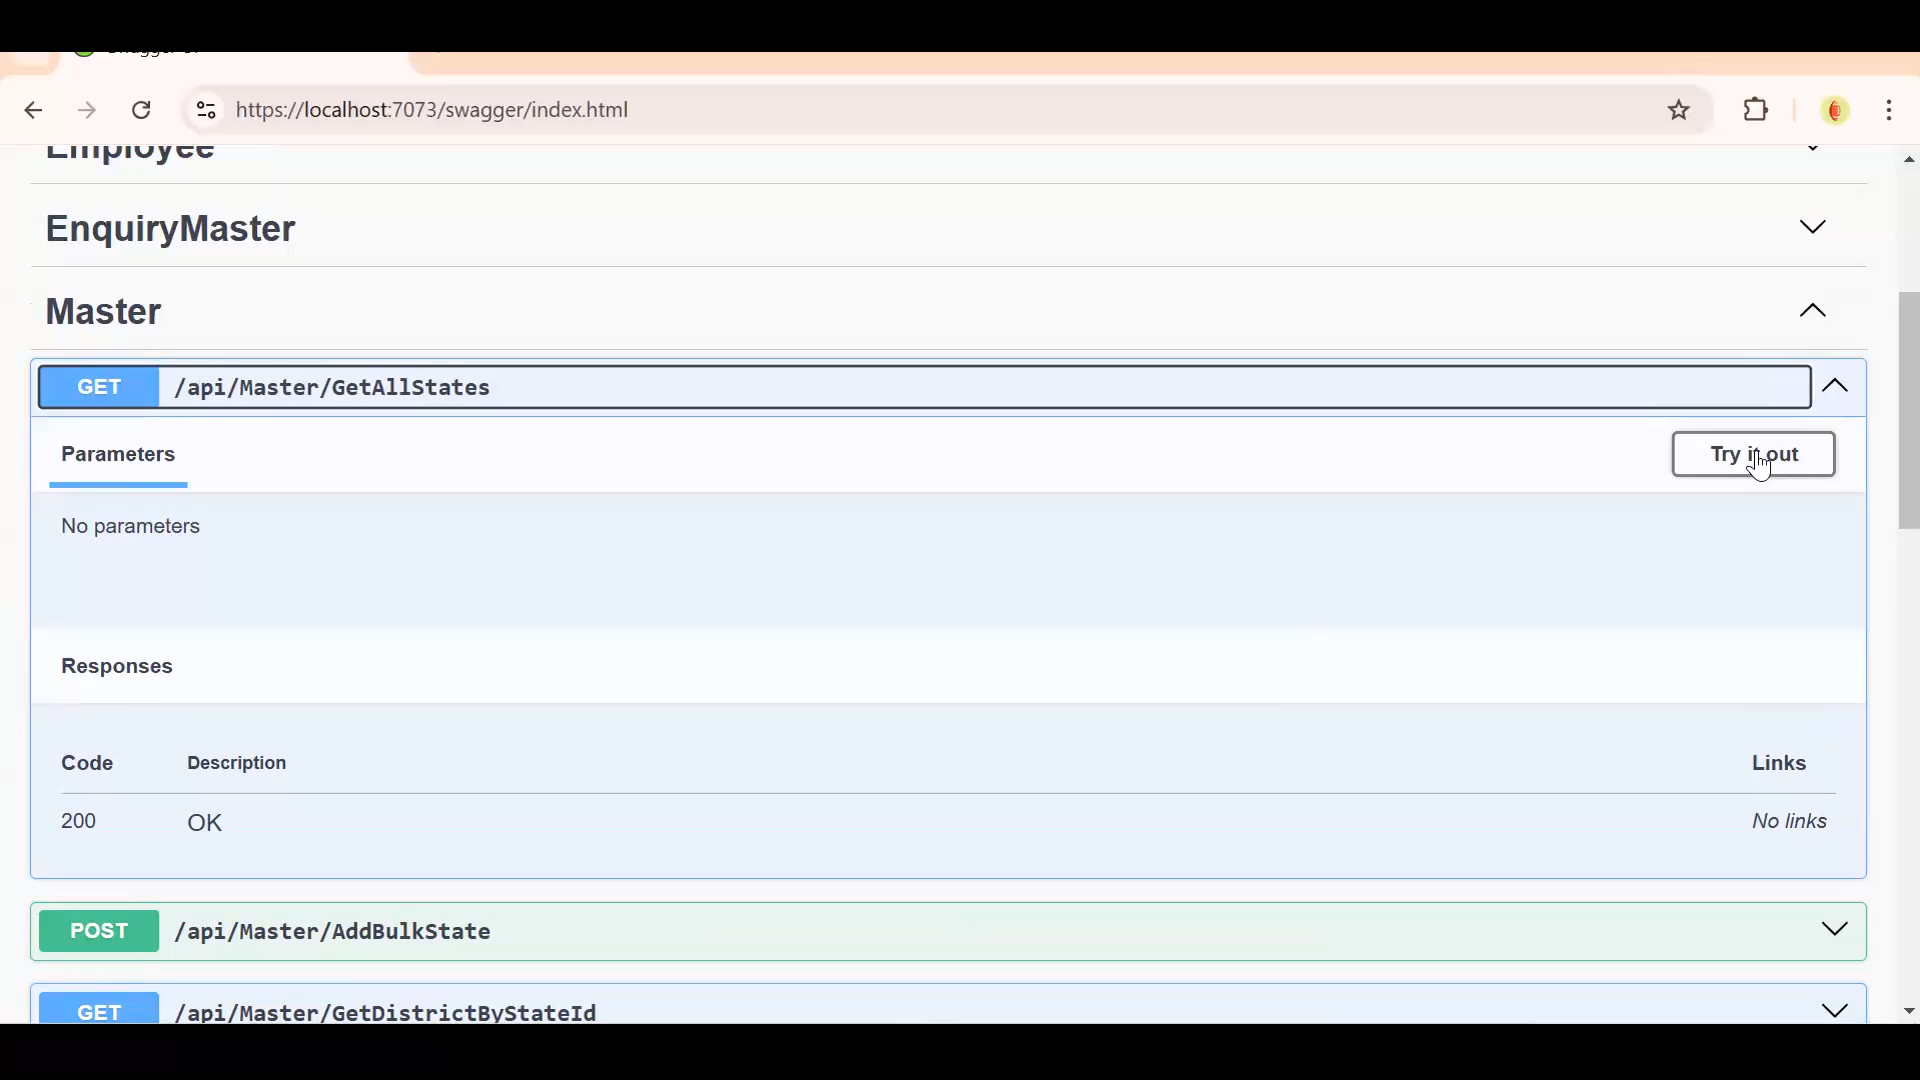 https://localhost:7073/swagger/index.html
Employee
EnquiryMaster
Master
GET /api/Master/GetAllStates
Parameters Try it out
No parameters
Responses
Code Description Links
200 OK No links
POST /api/Master/AddBulkState
GET /api/Master/GetDistrictByStateId